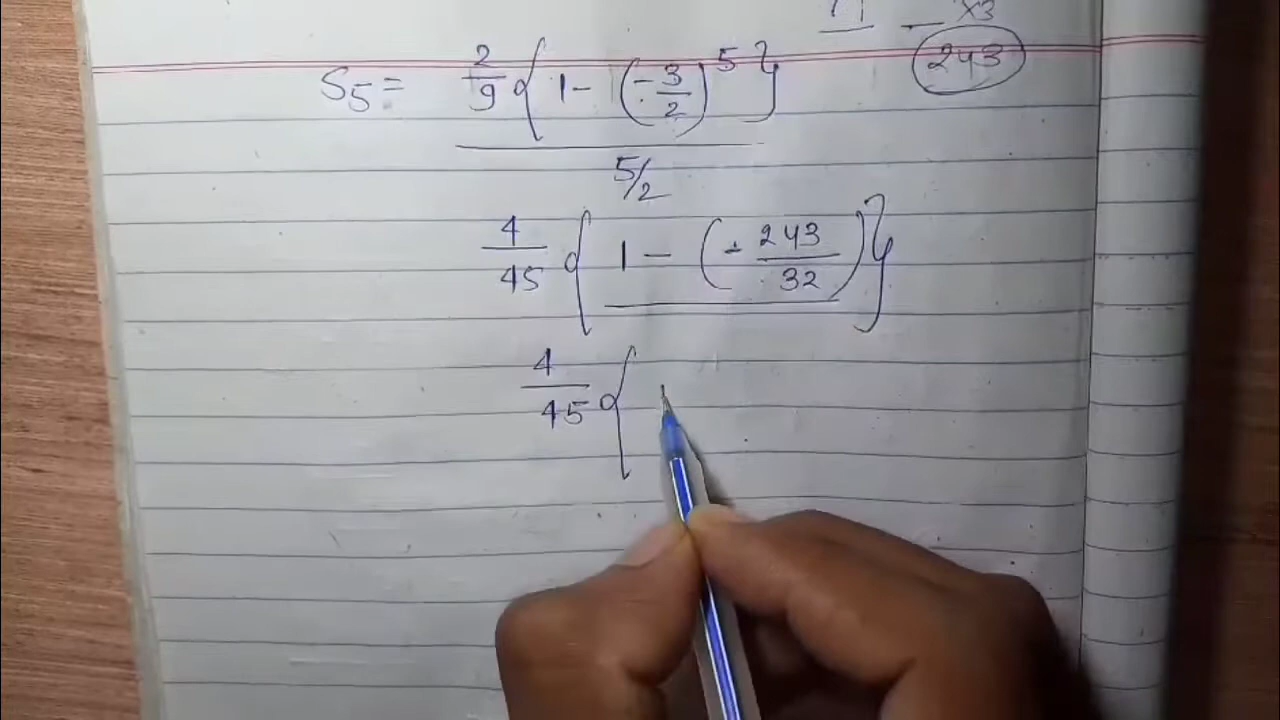 ×3
243
S5 = 2/9 { 1 - (-3/2)^5 }
5/2
4/45 { 1 - (-243/32) }
4/45 {